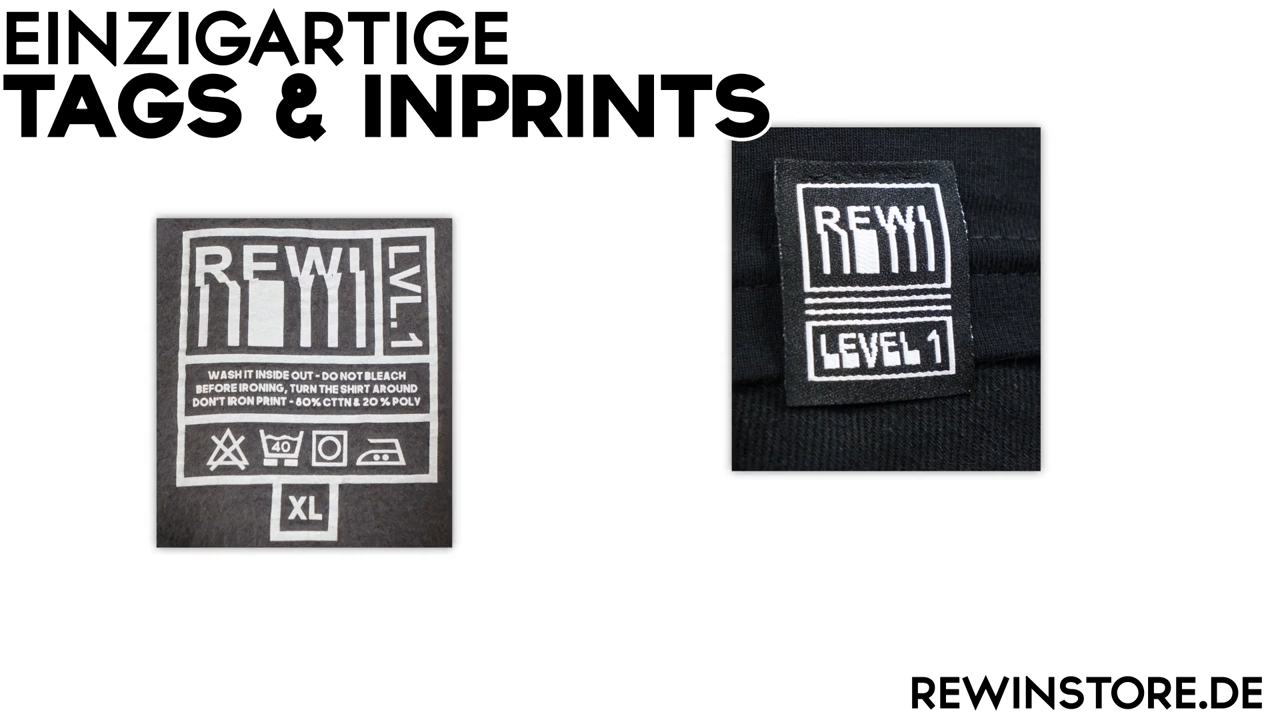 EINZIGARTIGE
TAGS & INPRINTS
REWI
LVL.1
WASH IT INSIDE OUT - DO NOT BLEACH
BEFORE IRONING, TURN THE SHIRT AROUND
DON'T IRON PRINT - 80% CTTN & 20 % POLY
40
XL
REWI
LEVEL 1
REWINSTORE.DE